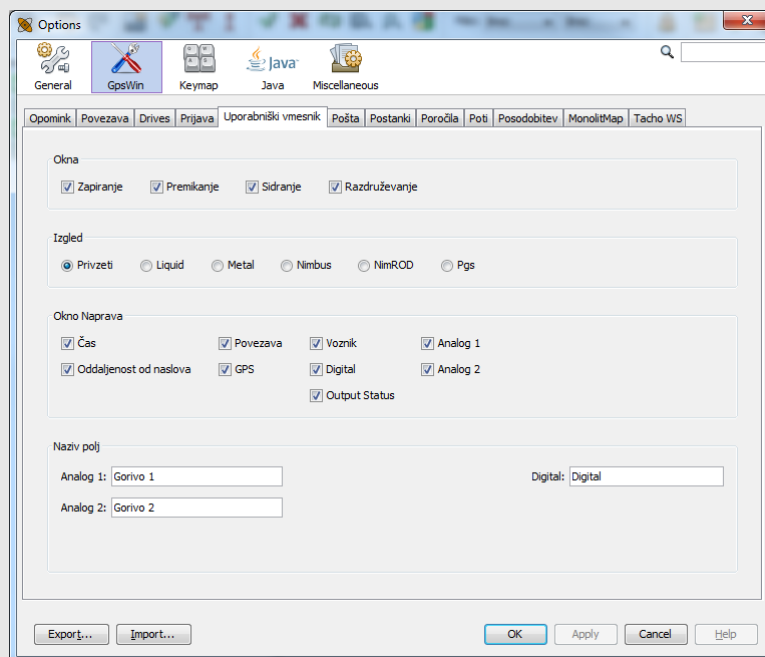 Options
General
GpsWin
Keymap
Java
Java
Miscellaneous
Opomink
Povezava
Drives
Prijava
Uporabniški vmesnik
Pošta
Postanki
Poročila
Poti
Posodobitev
MonolitMap
Tacho WS
Okna
Zapiranje
Premikanje
Sidranje
Razdruževanje
Izgled
Privzeti
Liquid
Metal
Nimbus
NimROD
Pgs
Okno Naprava
Čas
Povezava
Voznik
Analog 1
Oddaljenost od naslova
GPS
Digital
Analog 2
Output Status
Naziv polj
Analog 1: Gorivo 1
Digital: Digital
Analog 2: Gorivo 2
Export...
Import...
OK
Apply
Cancel
Help